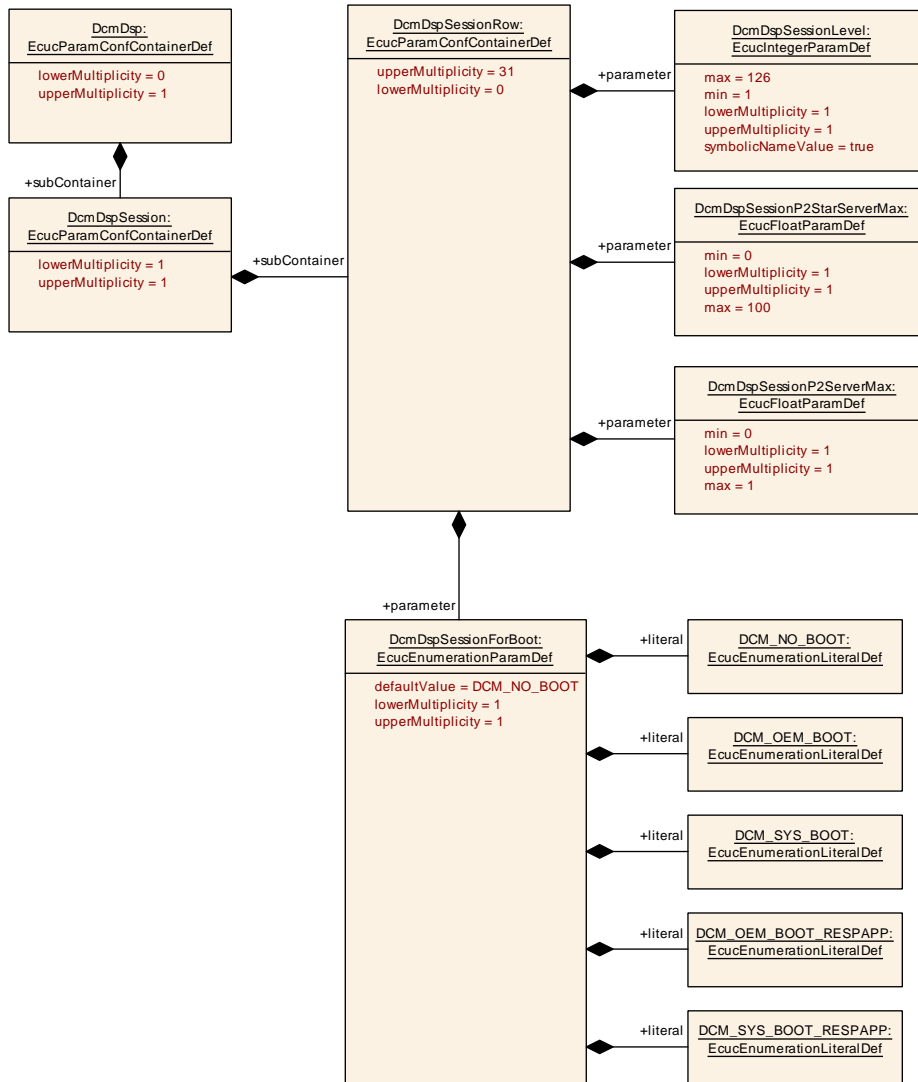 DcmDsp:
EcucParamConfContainerDef
lowerMultiplicity = 0
upperMultiplicity = 1
+subContainer
DcmDspSession:
EcucParamConfContainerDef
lowerMultiplicity = 1
upperMultiplicity = 1
+subContainer
DcmDspSessionRow:
EcucParamConfContainerDef
upperMultiplicity = 31
lowerMultiplicity = 0
+parameter
DcmDspSessionLevel:
EcucIntegerParamDef
max = 126
min = 1
lowerMultiplicity = 1
upperMultiplicity = 1
symbolicNameValue = true
+parameter
DcmDspSessionP2StarServerMax:
EcucFloatParamDef
min = 0
lowerMultiplicity = 1
upperMultiplicity = 1
max = 100
+parameter
DcmDspSessionP2ServerMax:
EcucFloatParamDef
min = 0
lowerMultiplicity = 1
upperMultiplicity = 1
max = 1
+parameter
DcmDspSessionForBoot:
EcucEnumerationParamDef
defaultValue = DCM_NO_BOOT
lowerMultiplicity = 1
upperMultiplicity = 1
+literal
DCM_NO_BOOT:
EcucEnumerationLiteralDef
+literal
DCM_OEM_BOOT:
EcucEnumerationLiteralDef
+literal
DCM_SYS_BOOT:
EcucEnumerationLiteralDef
+literal
DCM_OEM_BOOT_RESPAPP:
EcucEnumerationLiteralDef
+literal
DCM_SYS_BOOT_RESPAPP:
EcucEnumerationLiteralDef